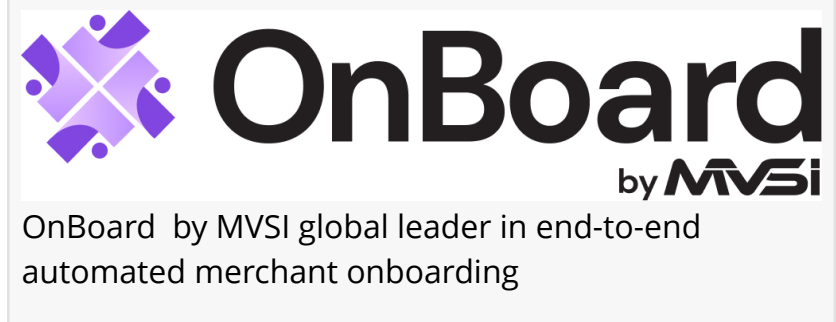 OnBoard
by MVSi
OnBoard  by MVSI global leader in end-to-end
automated merchant onboarding